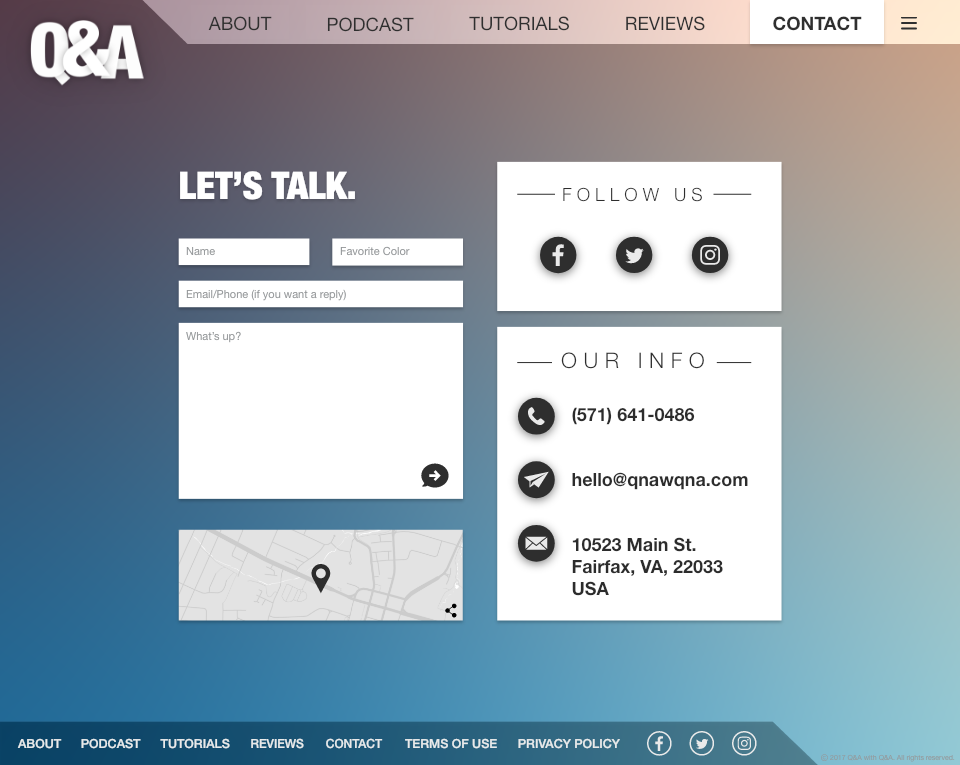 Q&A
ABOUT
PODCAST
TUTORIALS
REVIEWS
CONTACT
LET'S TALK.
Name
Favorite Color
Email/Phone (if you want a reply)
What's up?
FOLLOW US
OUR INFO
(571) 641-0486
hello@qnawqna.com
10523 Main St.
Fairfax, VA, 22033
USA
ABOUT
PODCAST
TUTORIALS
REVIEWS
CONTACT
TERMS OF USE
PRIVACY POLICY
© 2017 Q&A with Q&A. All rights reserved.